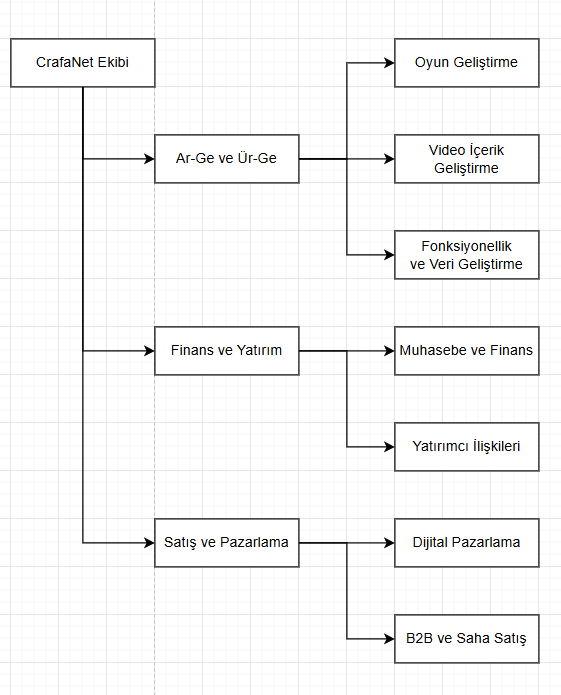 CrafaNet Ekibi
Oyun Geliştirme
Ar-Ge ve Ür-Ge
Video İçerik
Geliştirme
Fonksiyonellik
ve Veri Geliştirme
Finans ve Yatırım
Muhasebe ve Finans
Yatırımcı İlişkileri
Satış ve Pazarlama
Dijital Pazarlama
B2B ve Saha Satış